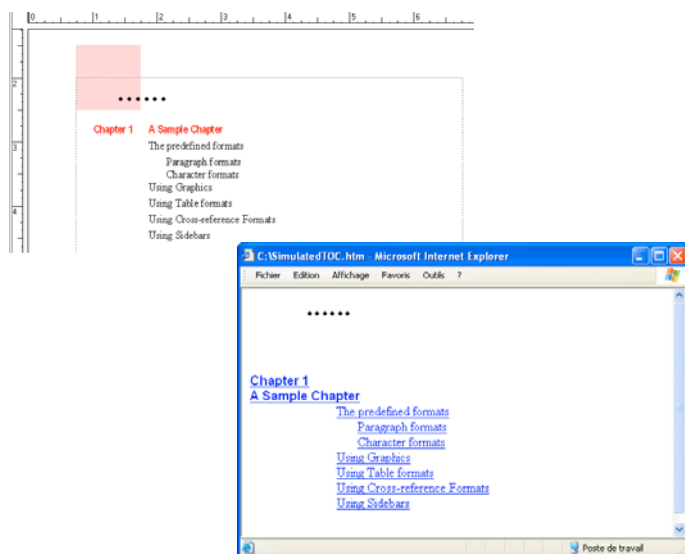 0 1 2 3 4 5 6
2
3
4
••••••
Chapter 1 A Sample Chapter
The predefined formats
Paragraph formats
Character formats
Using Graphics
Using Table formats
Using Cross-reference Formats
Using Sidebars
C:\SimulatedTOC.htm - Microsoft Internet Explorer
Fichier Edition Affichage Favoris Outils ?
••••••
Chapter 1
A Sample Chapter
The predefined formats
Paragraph formats
Character formats
Using Graphics
Using Table formats
Using Cross-reference Formats
Using Sidebars
Poste de travail